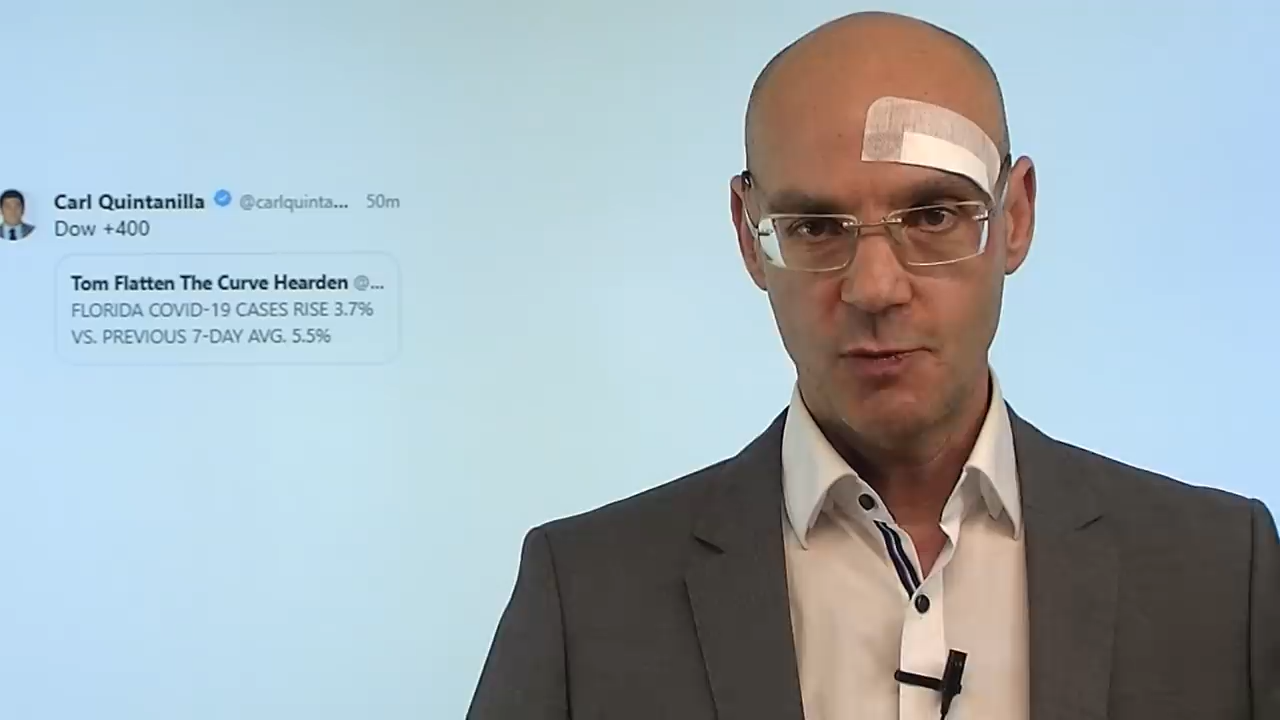 Carl Quintanilla @carlquinta... 50m
Dow +400
Tom Flatten The Curve Hearden @...
FLORIDA COVID-19 CASES RISE 3.7%
VS. PREVIOUS 7-DAY AVG. 5.5%